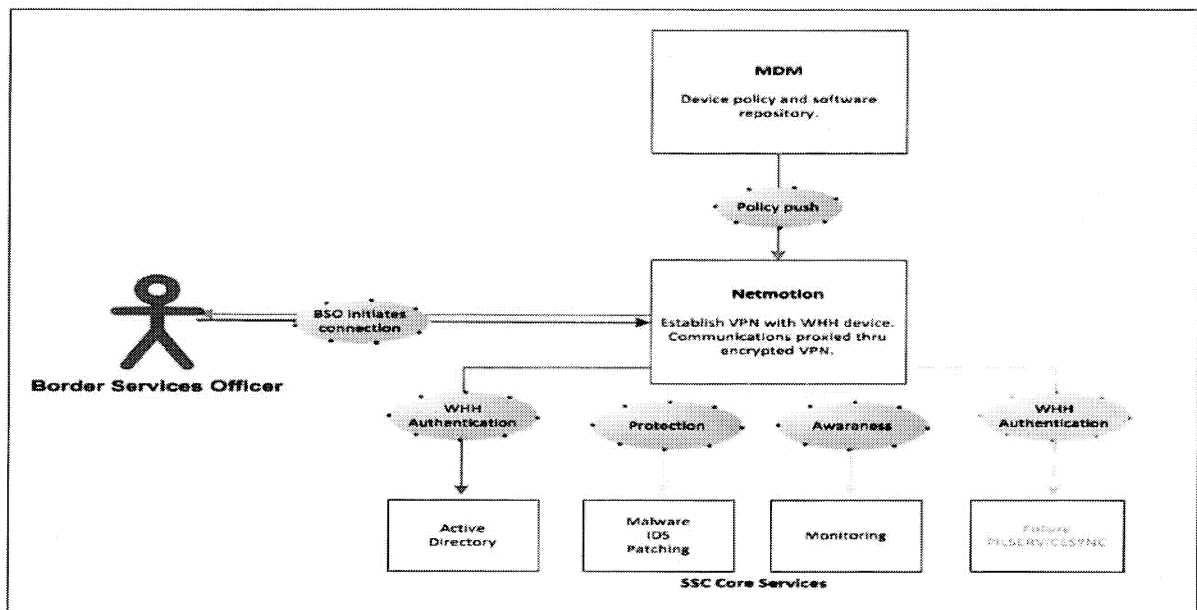 MDM
Device policy and software
repository.
Policy push
Netmotion
Establish VPN with WHH device.
Communications proxied thru
encrypted VPN.
BSO initiates
connection
Border Services Officer
WHH
Authentication
Protection
Awareness
WHH
Authentication
Active
Directory
Malware
IDS
Patching
Monitoring
Future
PILSERVICESYNC
SSC Core Services